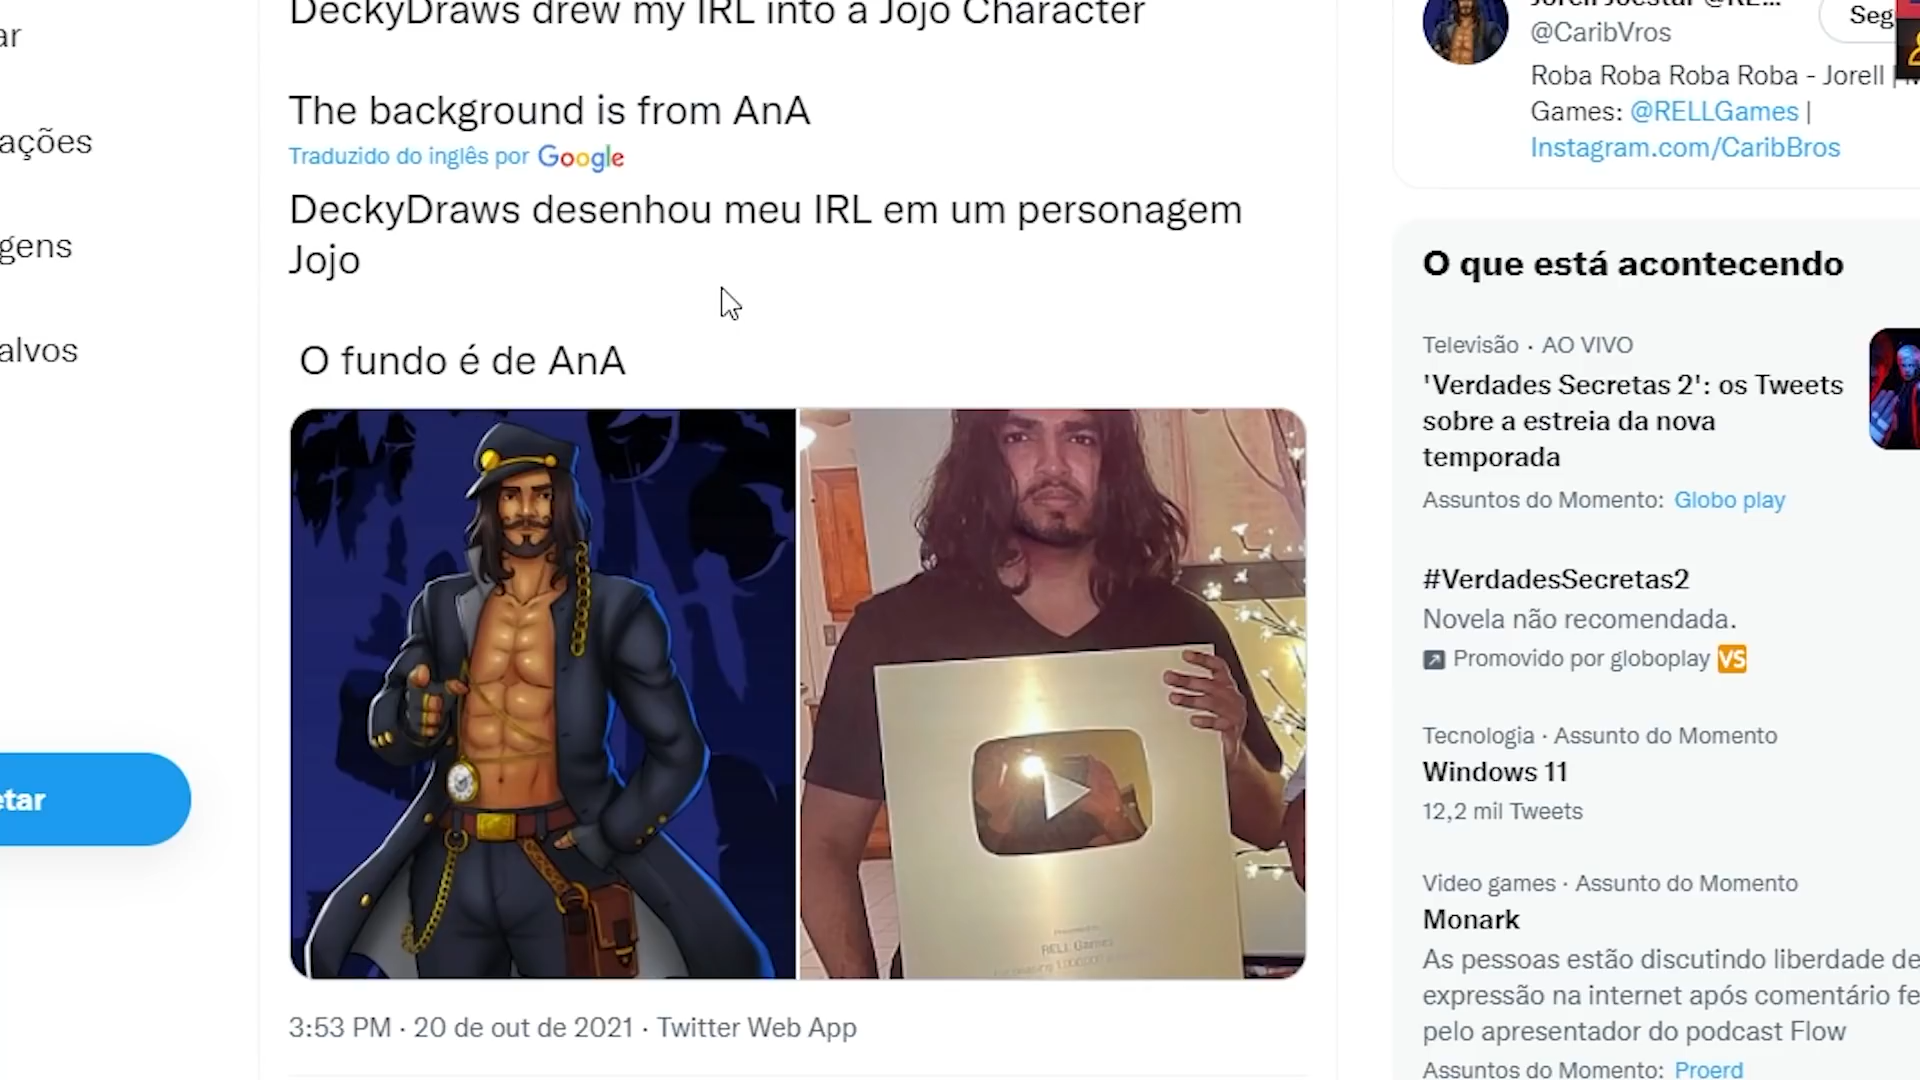 DeckyDraws drew my IRL into a Jojo Character
The background is from AnA
Traduzido do inglês por Google
DeckyDraws desenhou meu IRL em um personagem
Jojo
O fundo é de AnA
RELL Games
3:53 PM · 20 de out de 2021 · Twitter Web App
ar
ações
gens
alvos
etar
@CaribVros
Seg
Roba Roba Roba Roba - Jorell |
Games: @RELLGames |
Instagram.com/CaribBros
O que está acontecendo
Televisão · AO VIVO
'Verdades Secretas 2': os Tweets
sobre a estreia da nova
temporada
Assuntos do Momento: Globo play
#VerdadesSecretas2
Novela não recomendada.
Promovido por globoplay VS
Tecnologia · Assunto do Momento
Windows 11
12,2 mil Tweets
Video games · Assunto do Momento
Monark
As pessoas estão discutindo liberdade de
expressão na internet após comentário fe
pelo apresentador do podcast Flow
Assuntos do Momento: Proerd